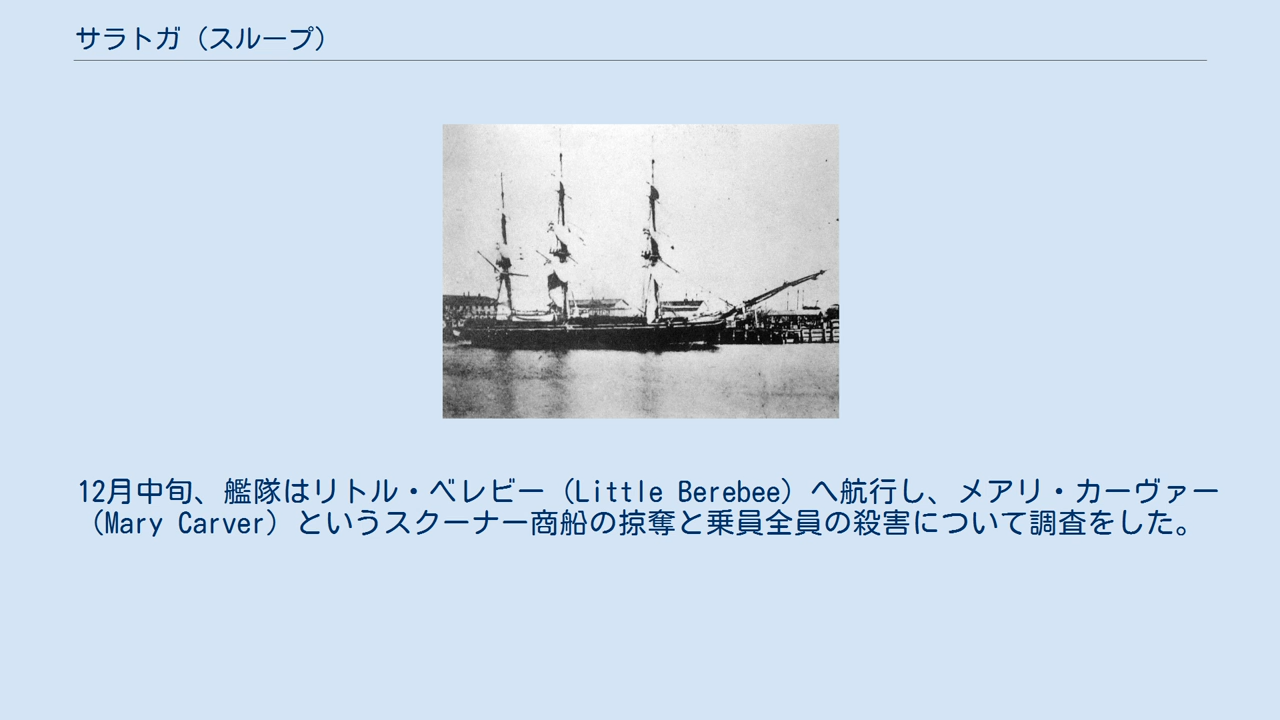 サラトガ（スループ）
12月中旬、艦隊はリトル・ベレビー（Little Berebee）へ航行し、メアリ・カーヴァー
（Mary Carver）というスクーナー商船の掠奪と乗員全員の殺害について調査をした。